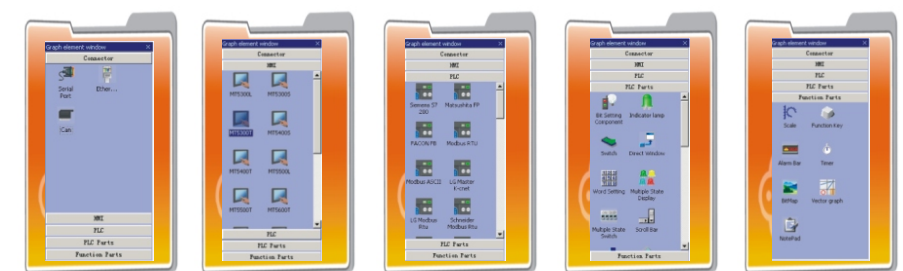 Graph element window ×
Connector
Serial Port
Ether...
Can
HMI
PLC
PLC Parts
Function Parts
Graph element window ×
Connector
HMI
MT5300L
MT5300S
MT5300T
MT5400S
MT5400T
MT5500L
MT5500T
MT5600T
PLC
PLC Parts
Function Parts
Graph element window ×
Connector
HMI
PLC
Siemens S7 200
Matsushita FP
FACON FB
Modbus RTU
Modbus ASCII
LG Master K-cnet
LG Modbus Rtu
Schneider Modbus Rtu
PLC Parts
Function Parts
Graph element window ×
Connector
HMI
PLC
PLC Parts
Bit Setting Component
Indicator lamp
Switch
Direct Window
Word Setting
Multiple State Display
Multiple State Switch
Scroll Bar
Function Parts
Graph element window ×
Connector
HMI
PLC
PLC Parts
Function Parts
Scale
Function Key
Alarm Bar
Timer
BitMap
Vector graph
NotePad